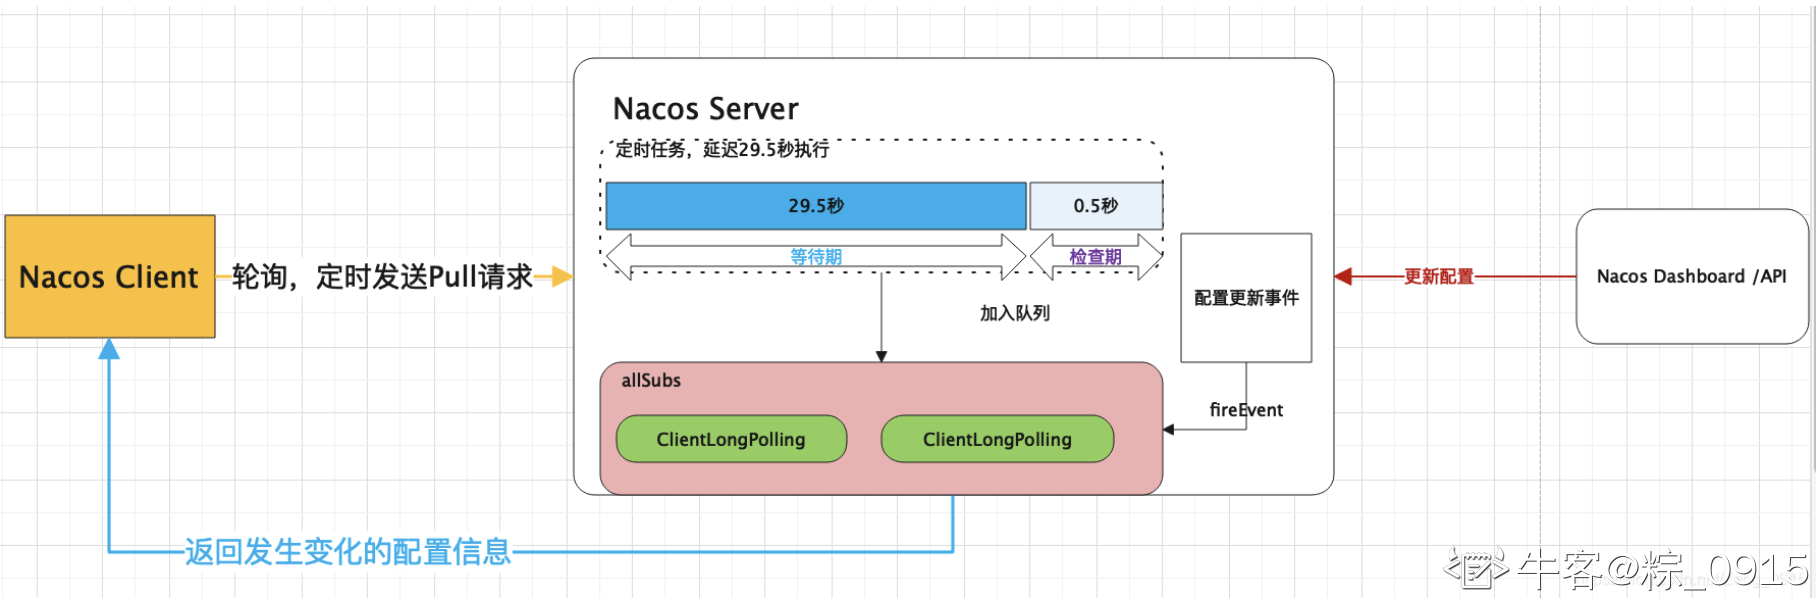 Nacos Server
定时任务，延迟29.5秒执行
29.5秒
0.5秒
等待期
检查期
Nacos Client
轮询，定时发送Pull请求
配置更新事件
更新配置
Nacos Dashboard /API
加入队列
allSubs
ClientLongPolling
ClientLongPolling
fireEvent
返回发生变化的配置信息
牛客@粽_0915